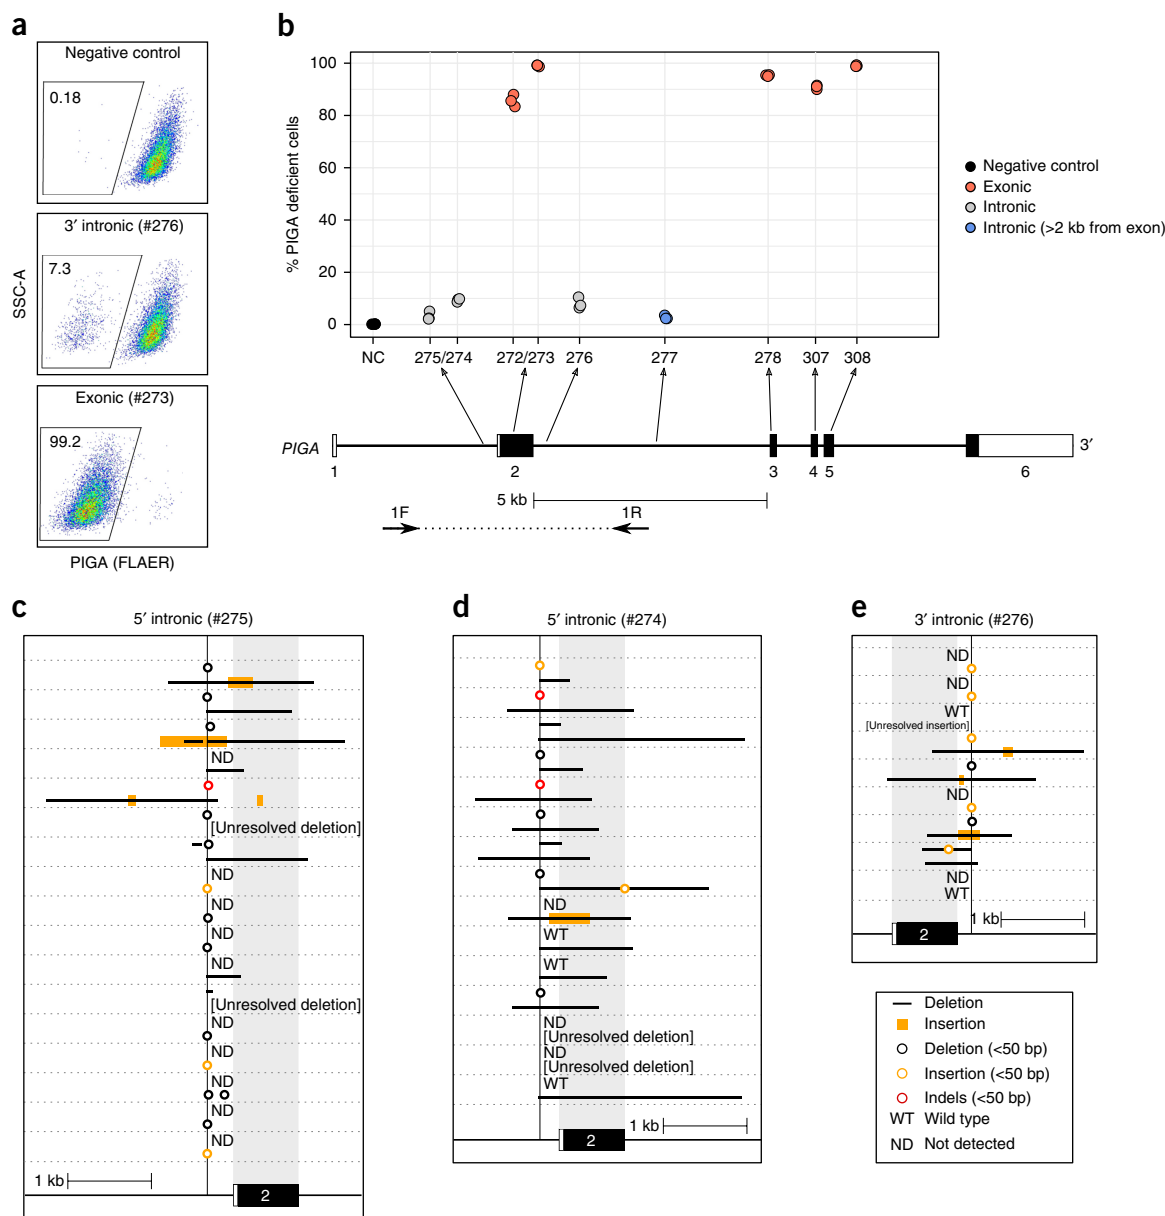 a
Negative control
0.18
3′ intronic (#276)
7.3
Exonic (#273)
99.2
SSC-A
PIGA (FLAER)
b
% PIGA deficient cells
100
80
60
40
20
0
NC
275/274
272/273
276
277
278
307
308
Negative control
Exonic
Intronic
Intronic (>2 kb from exon)
PIGA
3′
1
2
3
4
5
6
5 kb
1F
1R
c
5′ intronic (#275)
ND
[Unresolved deletion]
ND
ND
ND
ND
[Unresolved deletion]
ND
ND
ND
ND
ND
1 kb
2
d
5′ intronic (#274)
ND
WT
WT
ND
[Unresolved deletion]
ND
[Unresolved deletion]
WT
1 kb
2
e
3′ intronic (#276)
ND
ND
WT
[Unresolved insertion]
ND
ND
WT
1 kb
2
Deletion
Insertion
Deletion (<50 bp)
Insertion (<50 bp)
Indels (<50 bp)
WT Wild type
ND Not detected